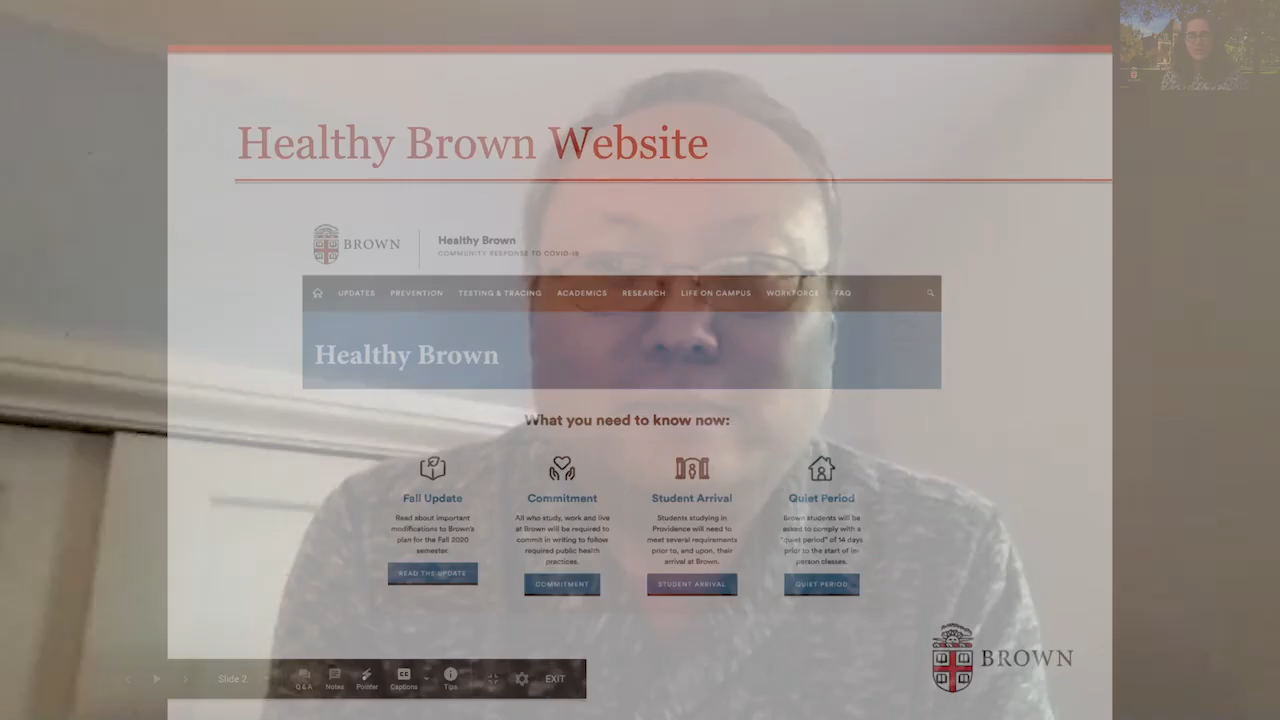 Healthy Brown Website
BROWN
Healthy Brown
COMMUNITY RESPONSE TO COVID-19
UPDATES PREVENTION TESTING & TRACING ACADEMICS RESEARCH LIFE ON CAMPUS WORKFORCE FAQ
Healthy Brown
What you need to know now:
Fall Update
Read about important
modifications to Brown's
plan for the Fall 2020
semester.
READ THE UPDATE
Commitment
All who study, work and live
at Brown will be required to
commit in writing to follow
required public health
practices.
COMMITMENT
Student Arrival
Students studying in
Providence will need to
meet several requirements
prior to, and upon, their
arrival at Brown.
STUDENT ARRIVAL
Quiet Period
Brown students will be
asked to comply with a
"quiet period" of 14 days
prior to the start of in-
person classes.
QUIET PERIOD
BROWN
Slide 2
Q&A Notes Pointer Captions Tips EXIT